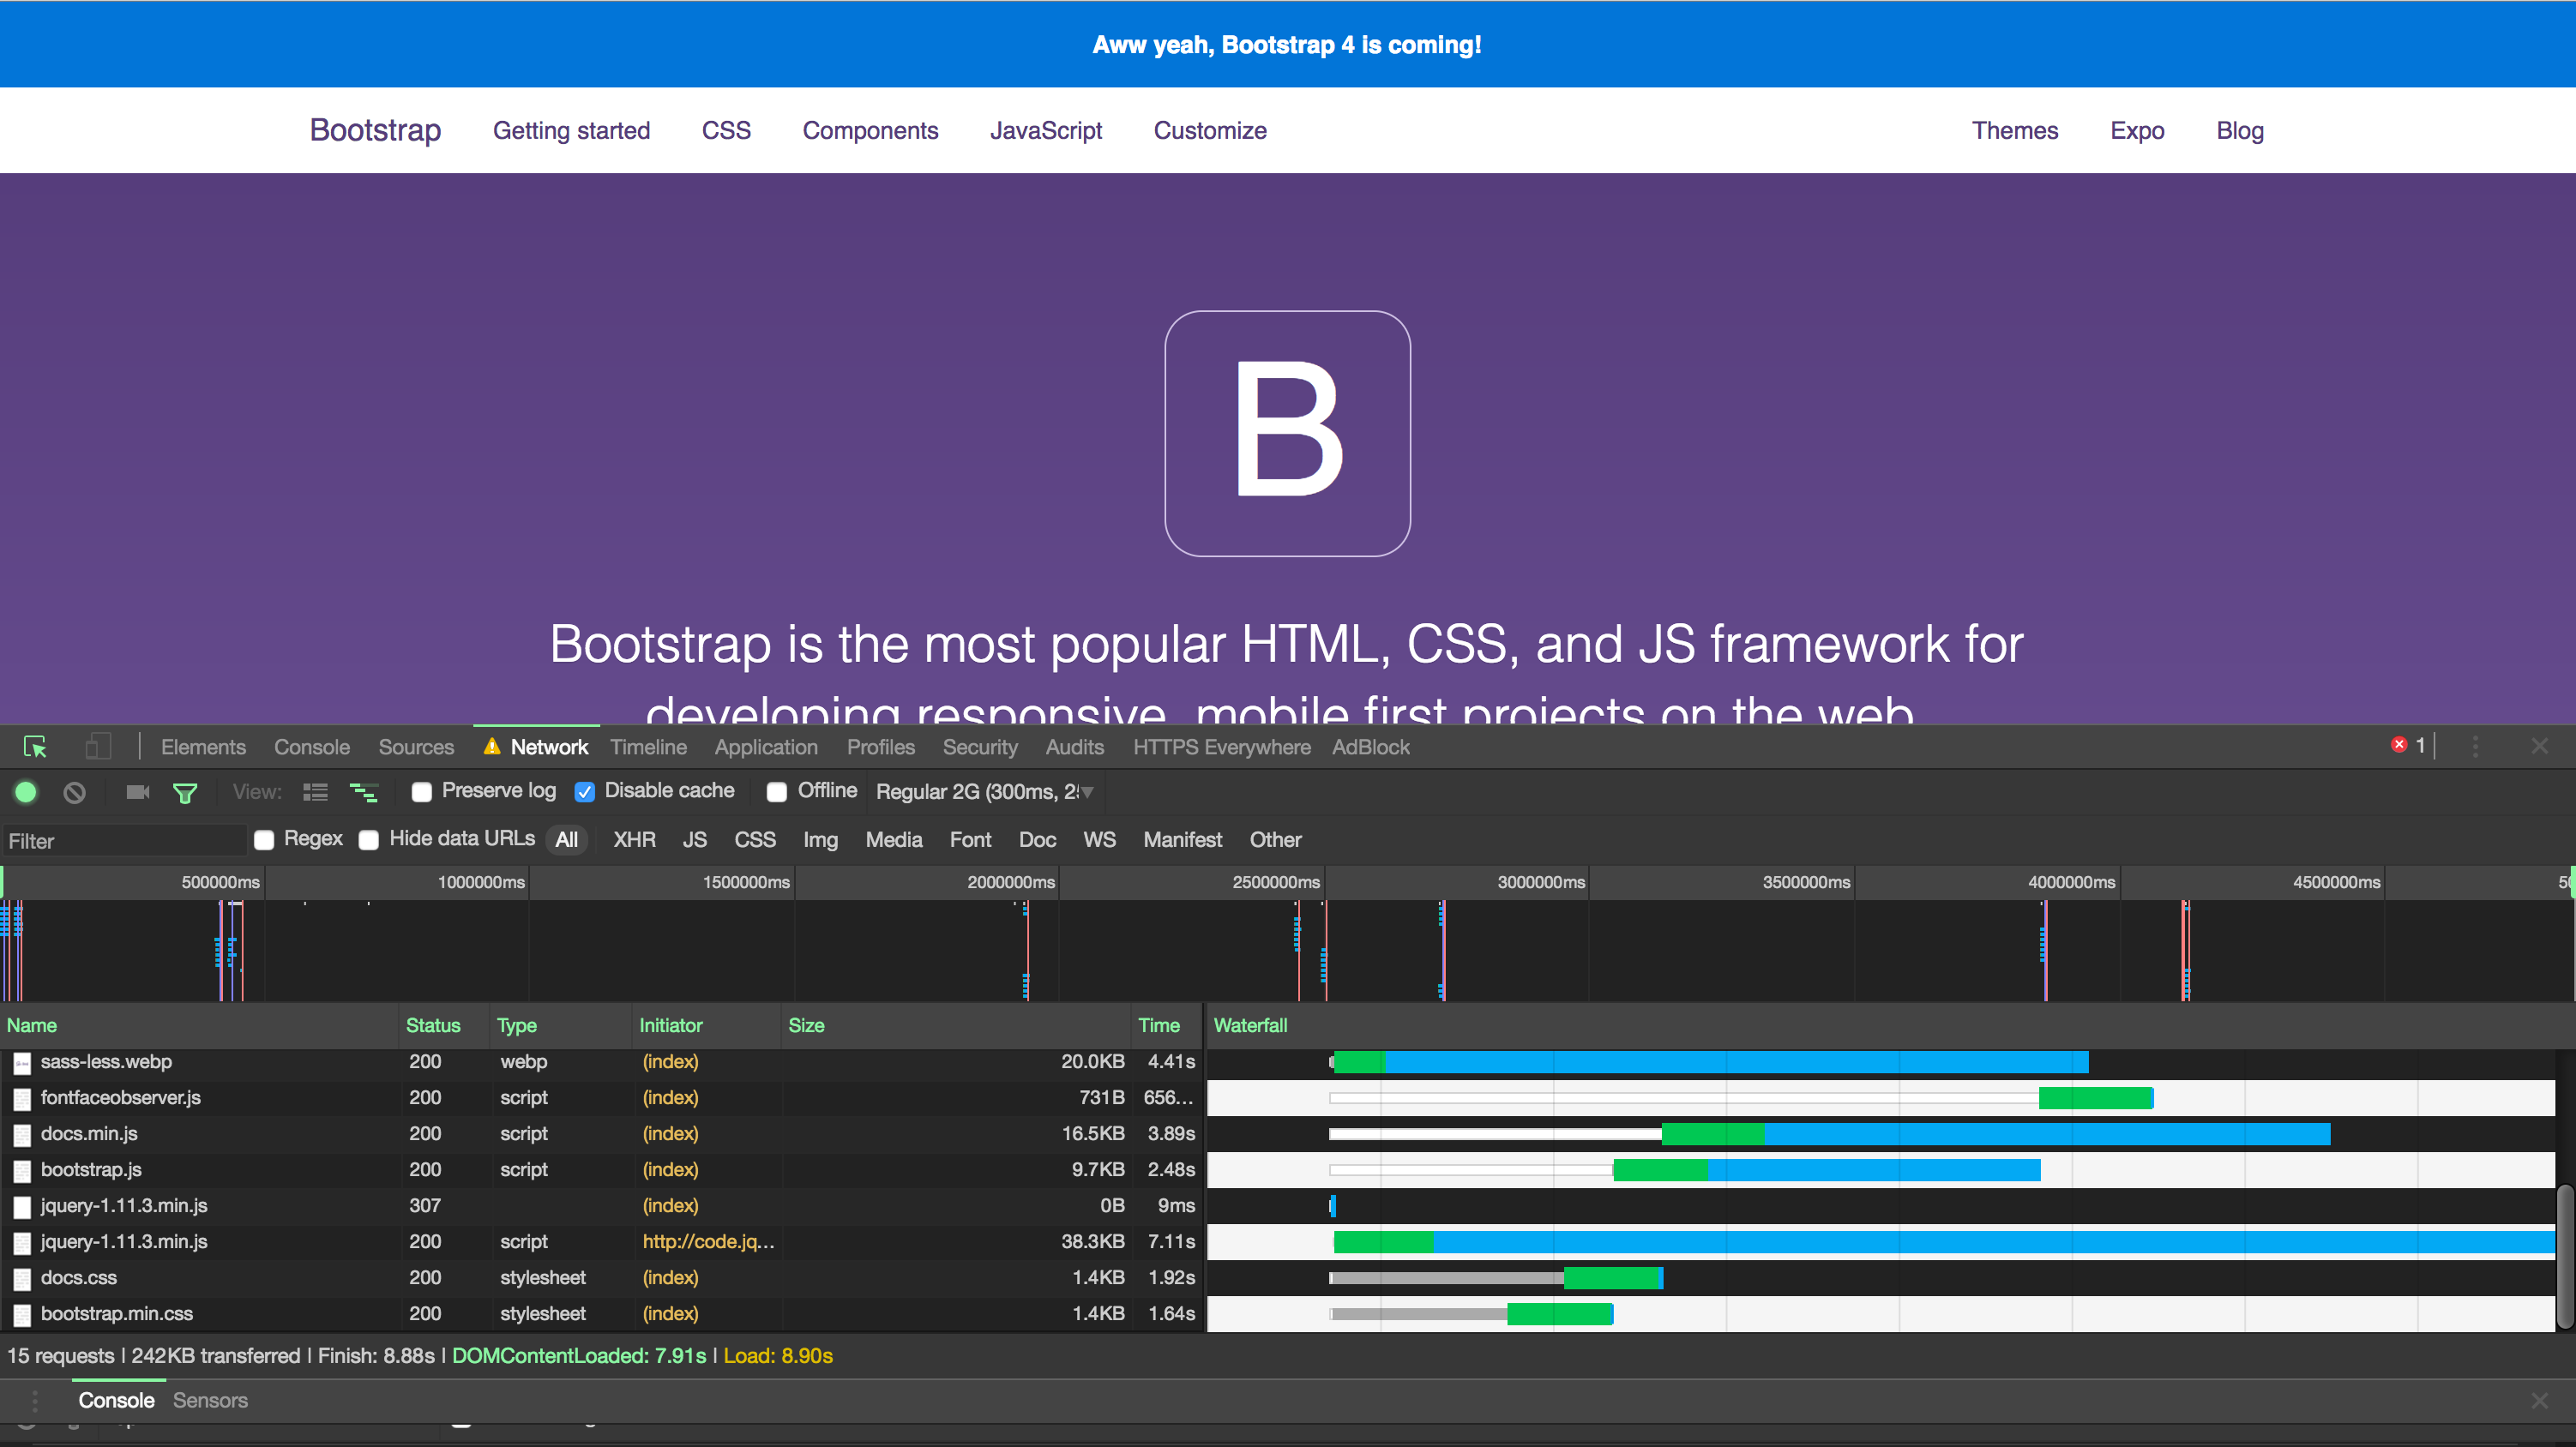 Aww yeah, Bootstrap 4 is coming!
Bootstrap Getting started CSS Components JavaScript Customize Themes Expo Blog
B
Bootstrap is the most popular HTML, CSS, and JS framework for
developing responsive, mobile first projects on the web.
Elements Console Sources Network Timeline Application Profiles Security Audits HTTPS Everywhere AdBlock 1
View: Preserve log Disable cache Offline Regular 2G (300ms, 2
Filter Regex Hide data URLs All XHR JS CSS Img Media Font Doc WS Manifest Other
500000ms 1000000ms 1500000ms 2000000ms 2500000ms 3000000ms 3500000ms 4000000ms 4500000ms
Name Status Type Initiator Size Time Waterfall
sass-less.webp 200 webp (index) 20.0KB 4.41s
fontfaceobserver.js 200 script (index) 731B 656...
docs.min.js 200 script (index) 16.5KB 3.89s
bootstrap.js 200 script (index) 9.7KB 2.48s
jquery-1.11.3.min.js 307 (index) 0B 9ms
jquery-1.11.3.min.js 200 script http://code.jq... 38.3KB 7.11s
docs.css 200 stylesheet (index) 1.4KB 1.92s
bootstrap.min.css 200 stylesheet (index) 1.4KB 1.64s
15 requests | 242KB transferred | Finish: 8.88s | DOMContentLoaded: 7.91s | Load: 8.90s
Console Sensors